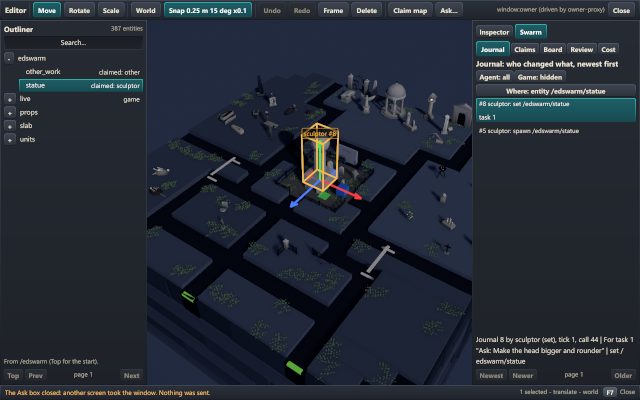 Editor Move Rotate Scale World Snap 0.25 m 15 deg x0.1 Undo Redo Frame Delete Claim map Ask... window:owner (driven by owner-proxy) Close
Outliner 387 entities
Search...
- edswarm
other_work claimed: other
statue claimed: sculptor
+ live game
+ props
+ slab
+ units
From /edswarm (Top for the start).
Top Prev page 1 Next
sculptor #8
Inspector Swarm
Journal Claims Board Review Cost
Journal: who changed what, newest first
Agent: all Game: hidden
Where: entity /edswarm/statue
#8 sculptor: set /edswarm/statue
task 1
#5 sculptor: spawn /edswarm/statue
Journal 8 by sculptor (set), tick 1, call 44 | For task 1
"Ask: Make the head bigger and rounder" | set /
edswarm/statue
Newest Newer page 1 Older
The Ask box closed: another screen took the window. Nothing was sent.
1 selected - translate - world F7 Close